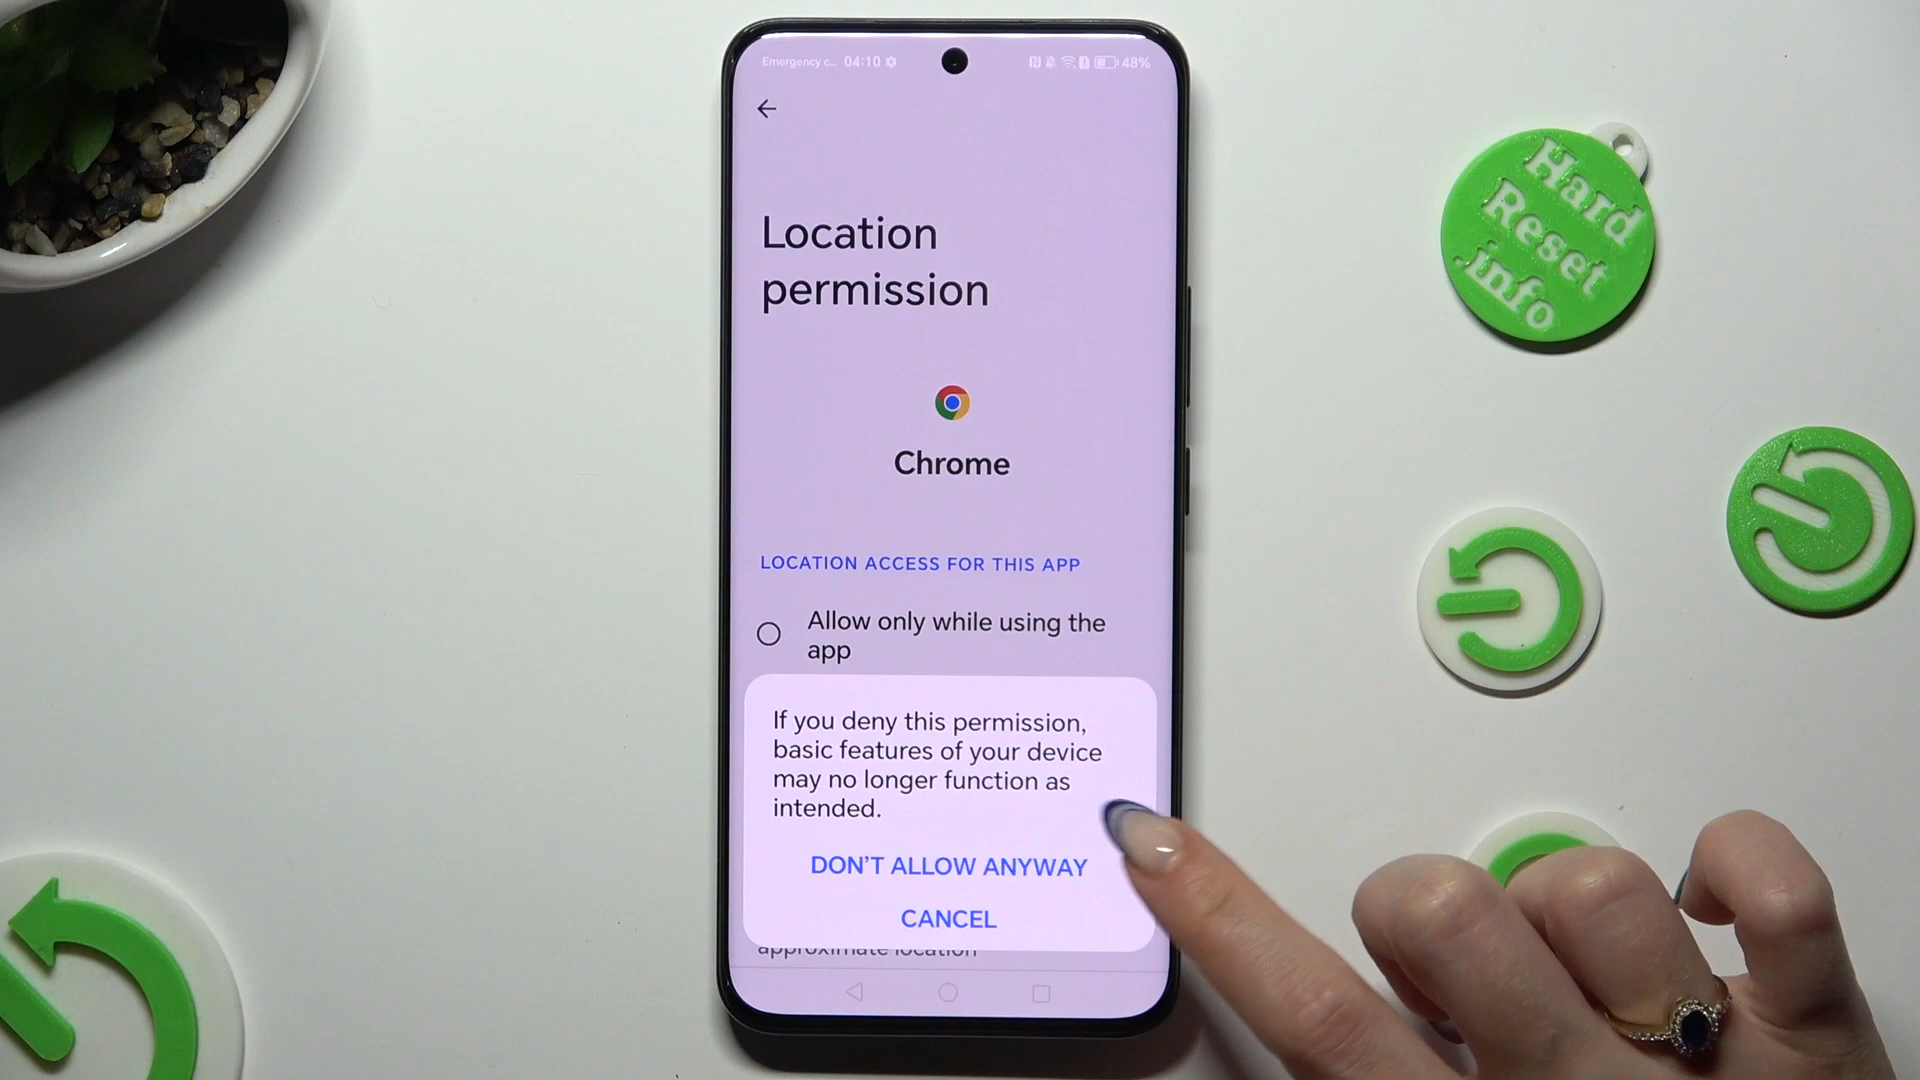 Emergency c... 04:10 48%
Location
permission
Chrome
LOCATION ACCESS FOR THIS APP
Allow only while using the
app
If you deny this permission,
basic features of your device
may no longer function as
intended.
DON'T ALLOW ANYWAY
CANCEL
approximate location
Hard
Reset
.info